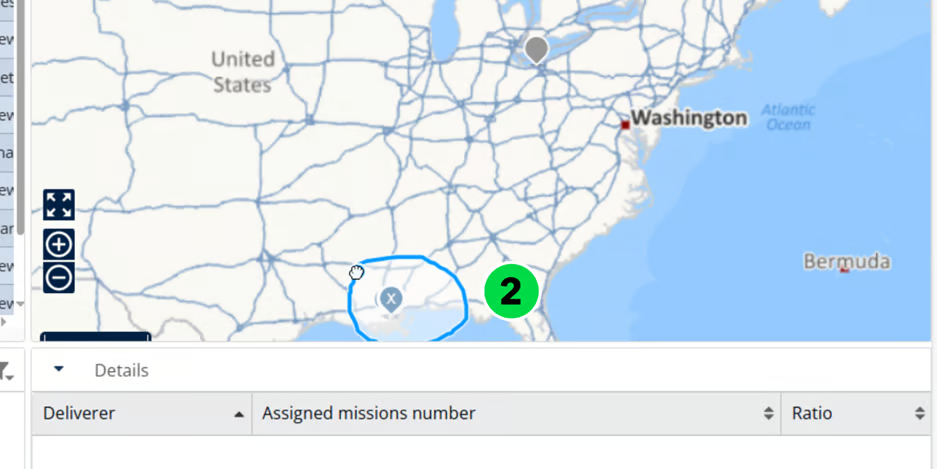 United
States
Washington
Atlantic
Ocean
Bermuda
X
2
Details
Deliverer
Assigned missions number
Ratio